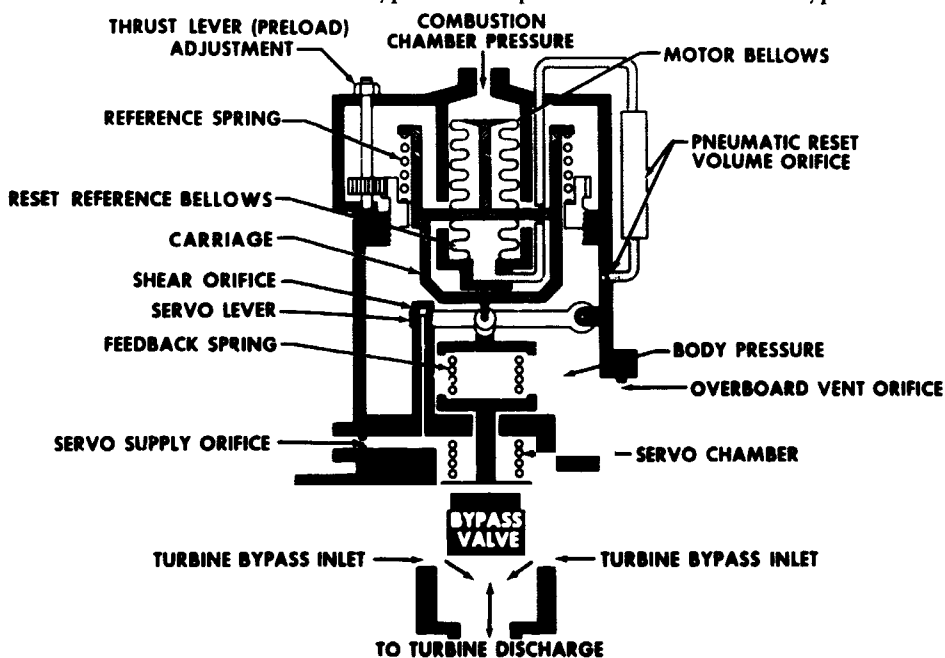 THRUST LEVER (PRELOAD)
ADJUSTMENT
COMBUSTION
CHAMBER PRESSURE
MOTOR BELLOWS
REFERENCE SPRING
PNEUMATIC RESET
VOLUME ORIFICE
RESET REFERENCE BELLOWS
CARRIAGE
SHEAR ORIFICE
SERVO LEVER
FEEDBACK SPRING
BODY PRESSURE
OVERBOARD VENT ORIFICE
SERVO SUPPLY ORIFICE
SERVO CHAMBER
BYPASS
VALVE
TURBINE BYPASS INLET
TURBINE BYPASS INLET
TO TURBINE DISCHARGE